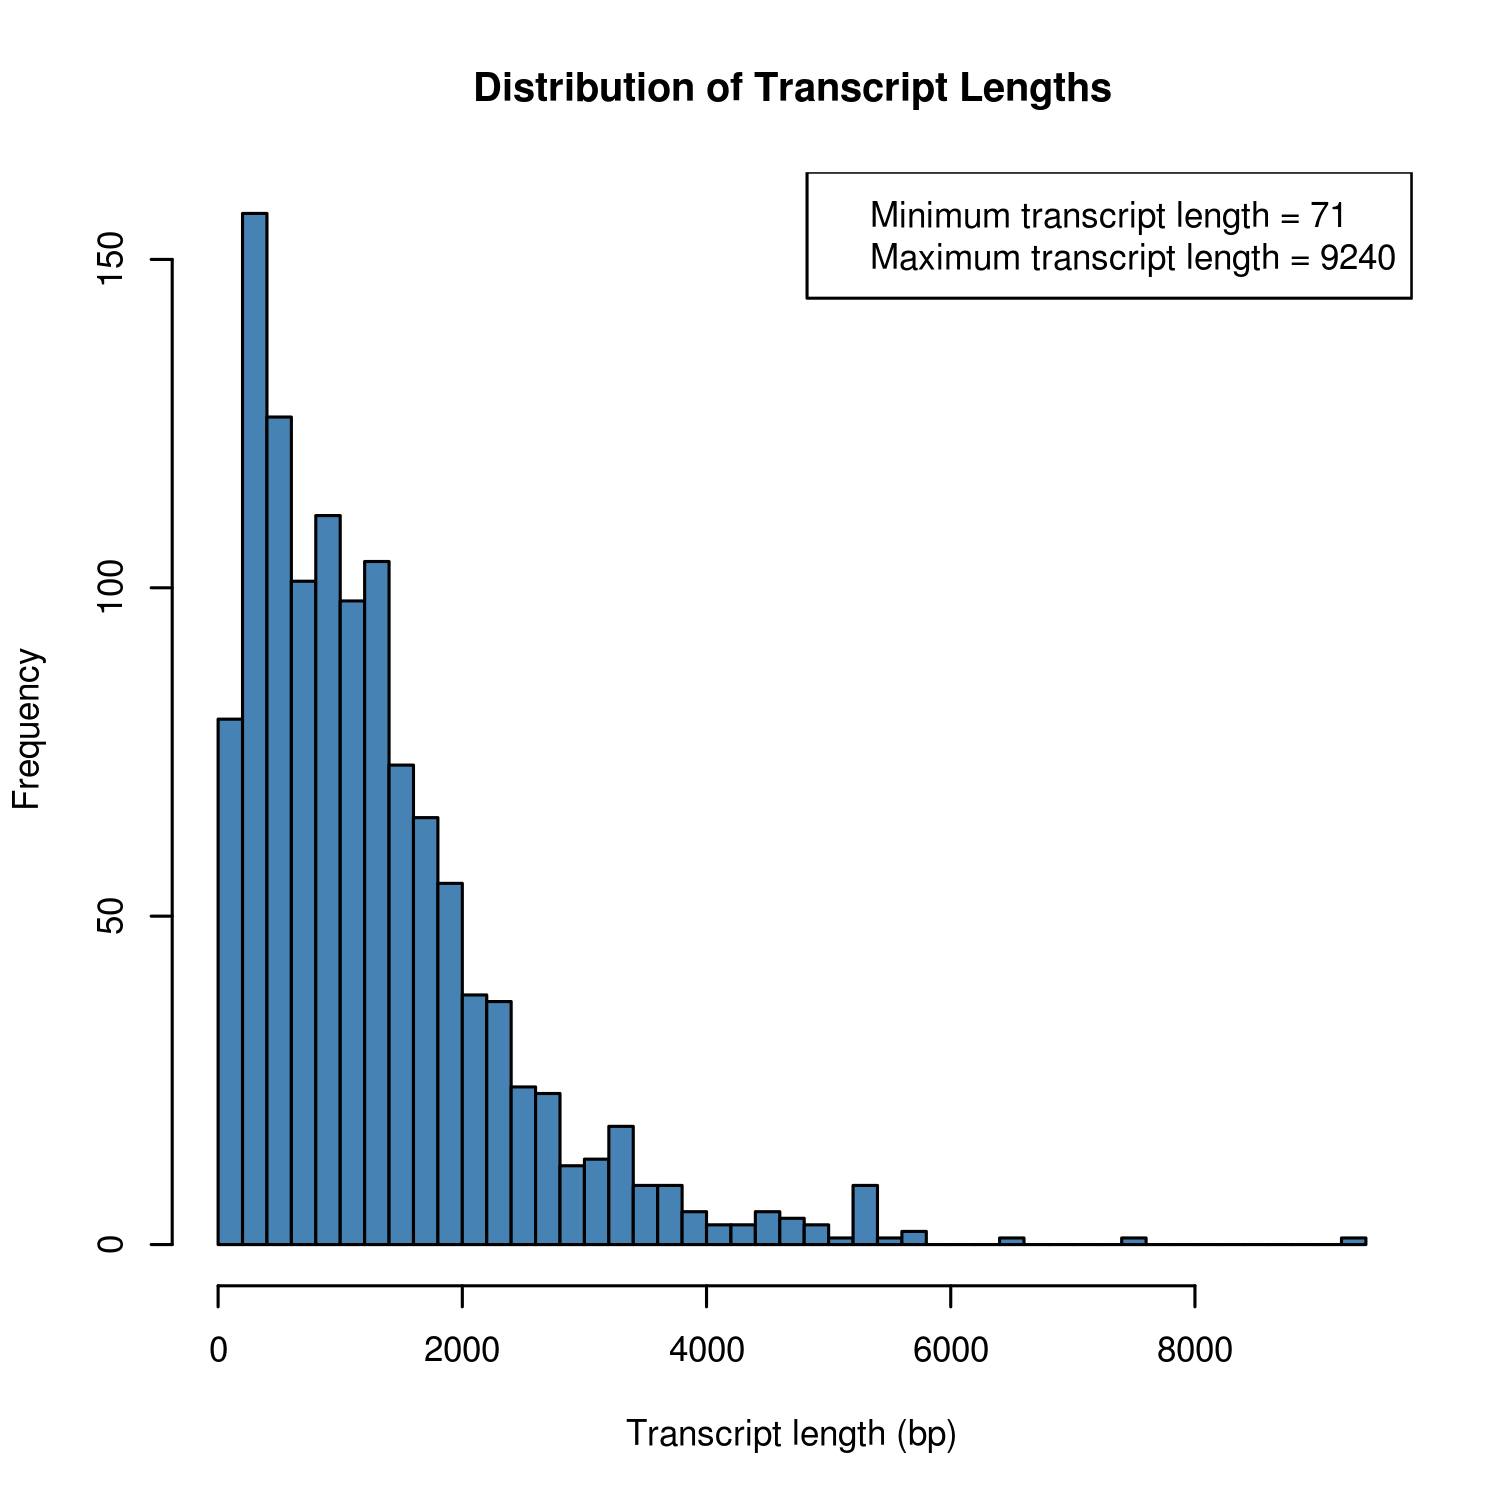 Distribution of Transcript Lengths
Minimum transcript length = 71
Maximum transcript length = 9240
150
100
50
0
Frequency
0 2000 4000 6000 8000
Transcript length (bp)